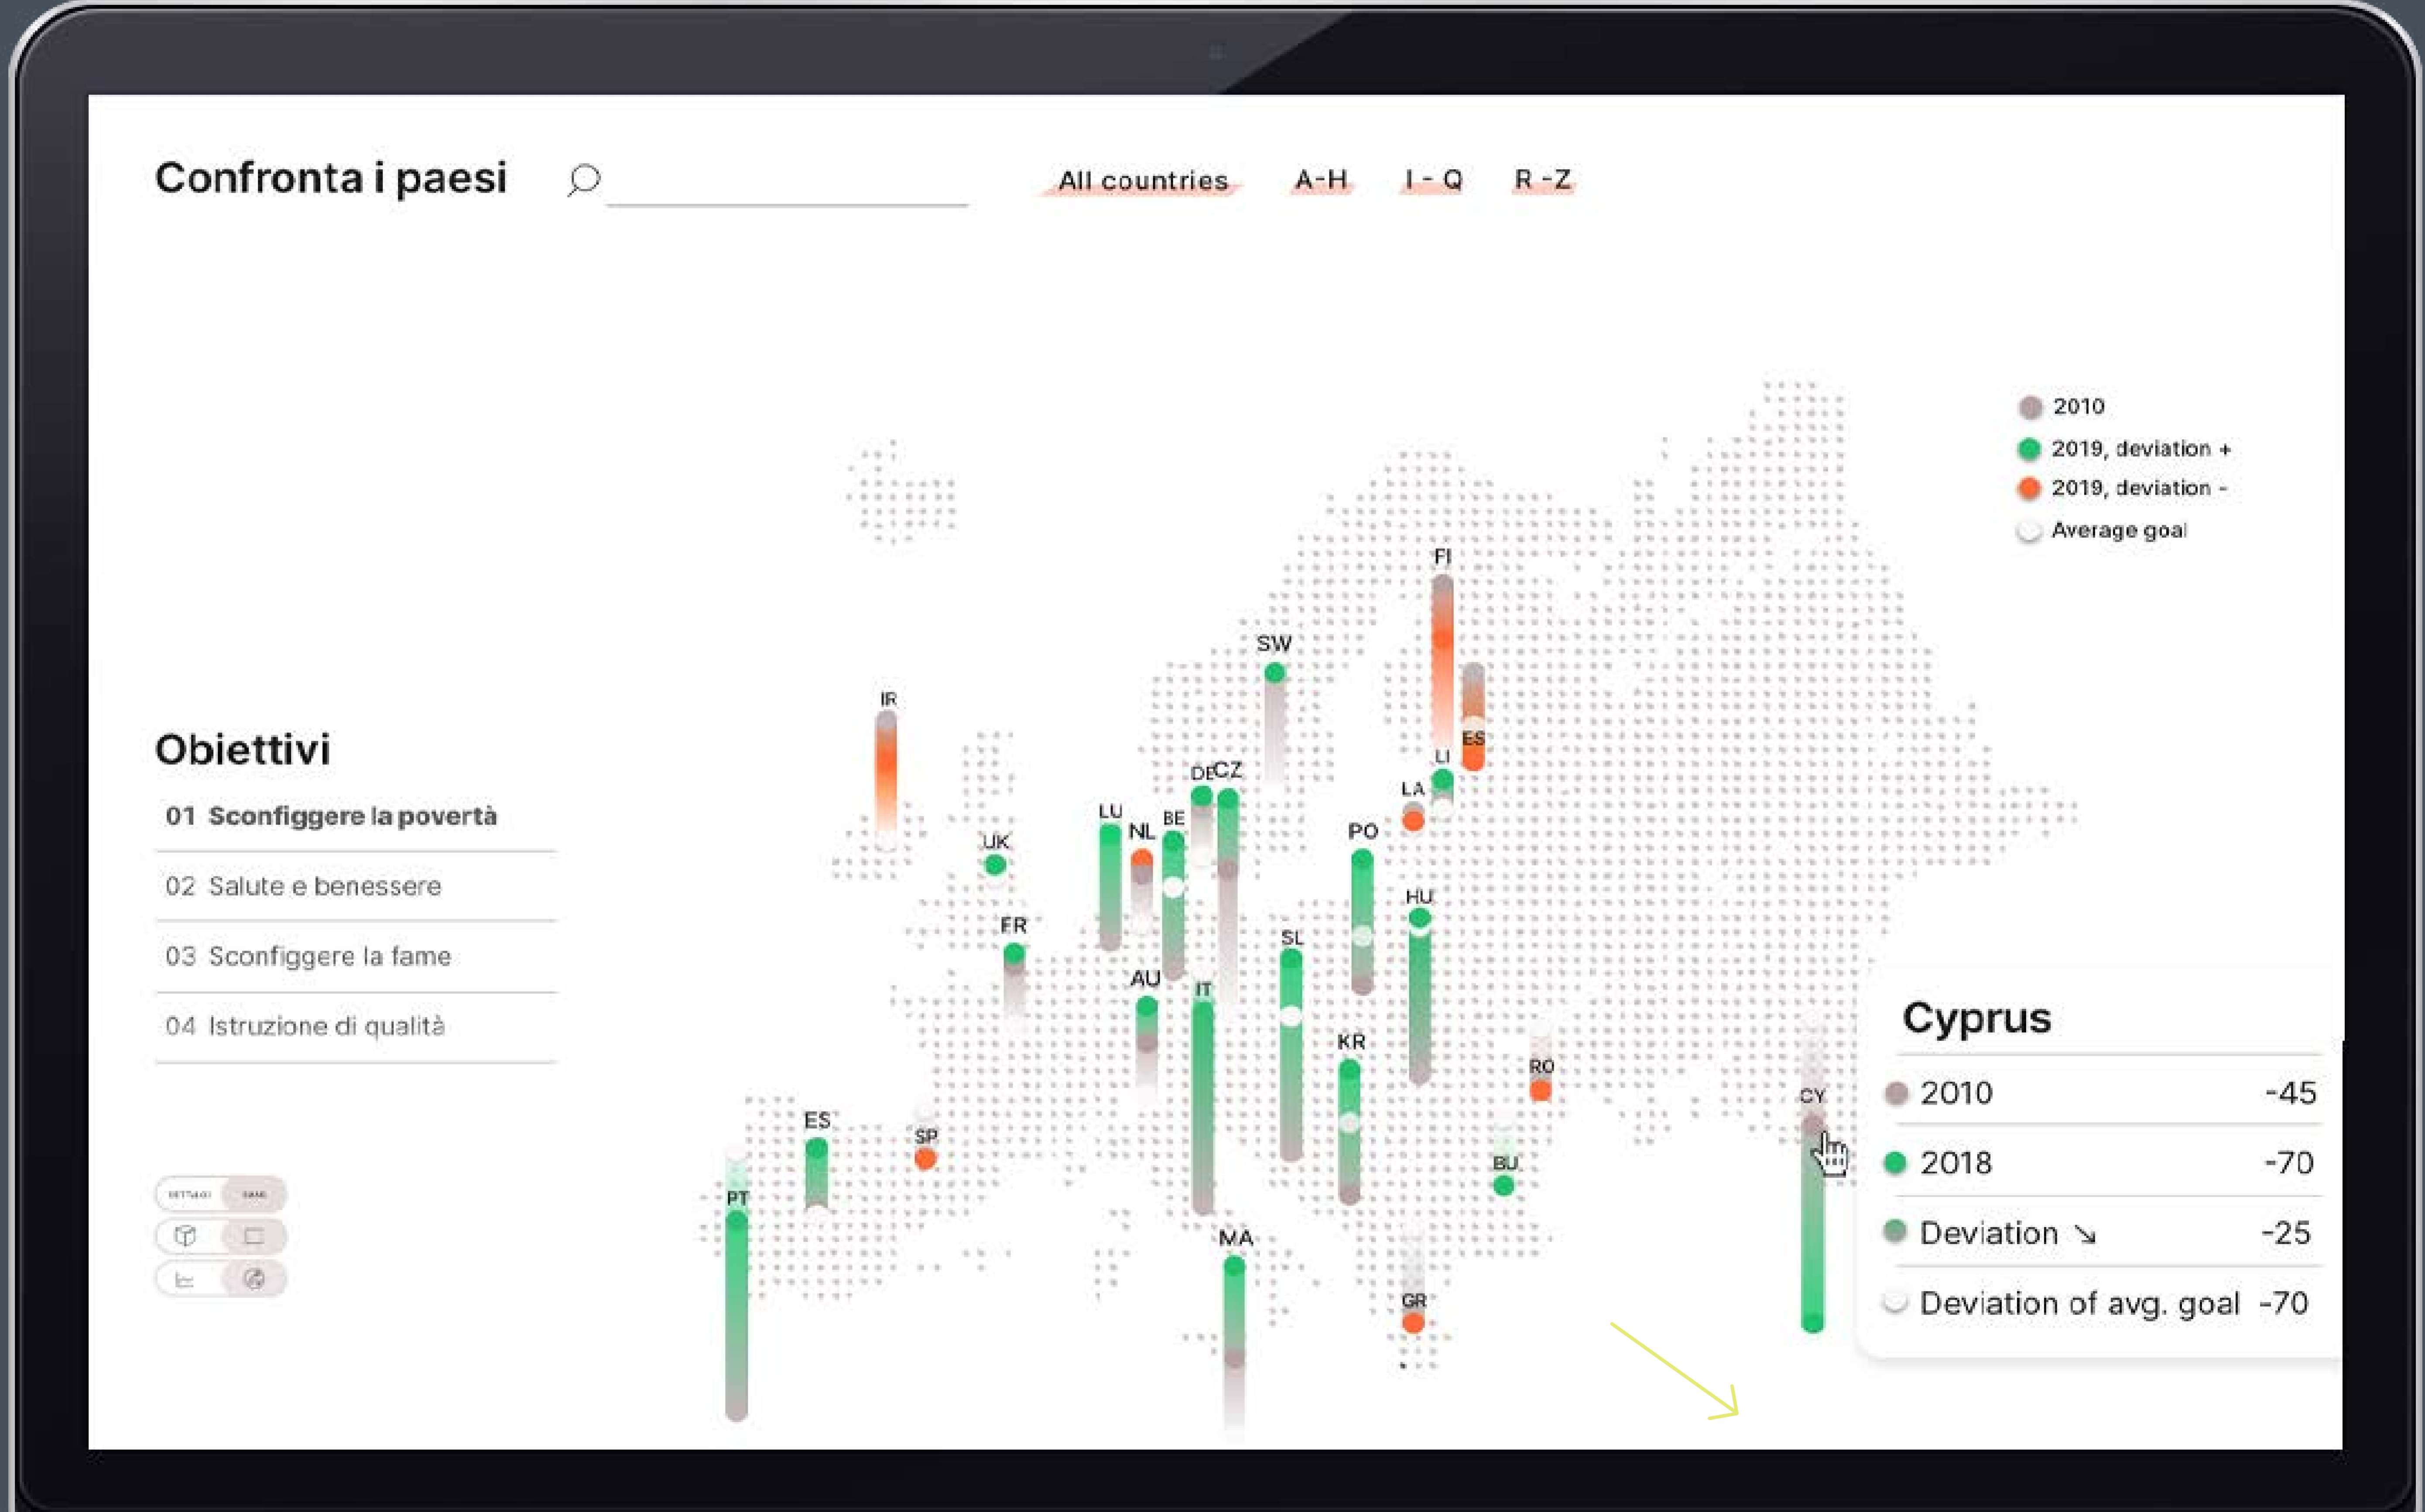 Confronta i paesi
All countries
A-H
I - Q
R -Z
2010
2019, deviation +
2019, deviation -
Average goal
FI
SW
IR
ES
LI
DE
CZ
LA
LU
NL
BE
PO
UK
HU
FR
SL
AU
IT
KR
RO
CY
ES
SP
BU
PT
MA
GR
Obiettivi
01 Sconfiggere la povertà
02 Salute e benessere
03 Sconfiggere la fame
04 Istruzione di qualità
Cyprus
2010 -45
2018 -70
Deviation ↘ -25
Deviation of avg. goal -70